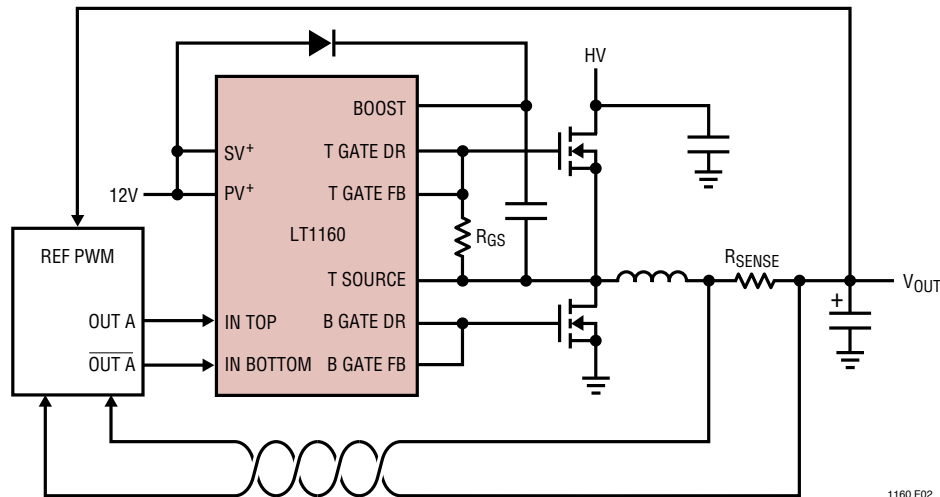 HV
BOOST
SV+
T GATE DR
12V
PV+
T GATE FB
LT1160
RGS
REF PWM
T SOURCE
RSENSE
VOUT
+
OUT A
IN TOP
B GATE DR
OUT A
IN BOTTOM
B GATE FB
1160 F02